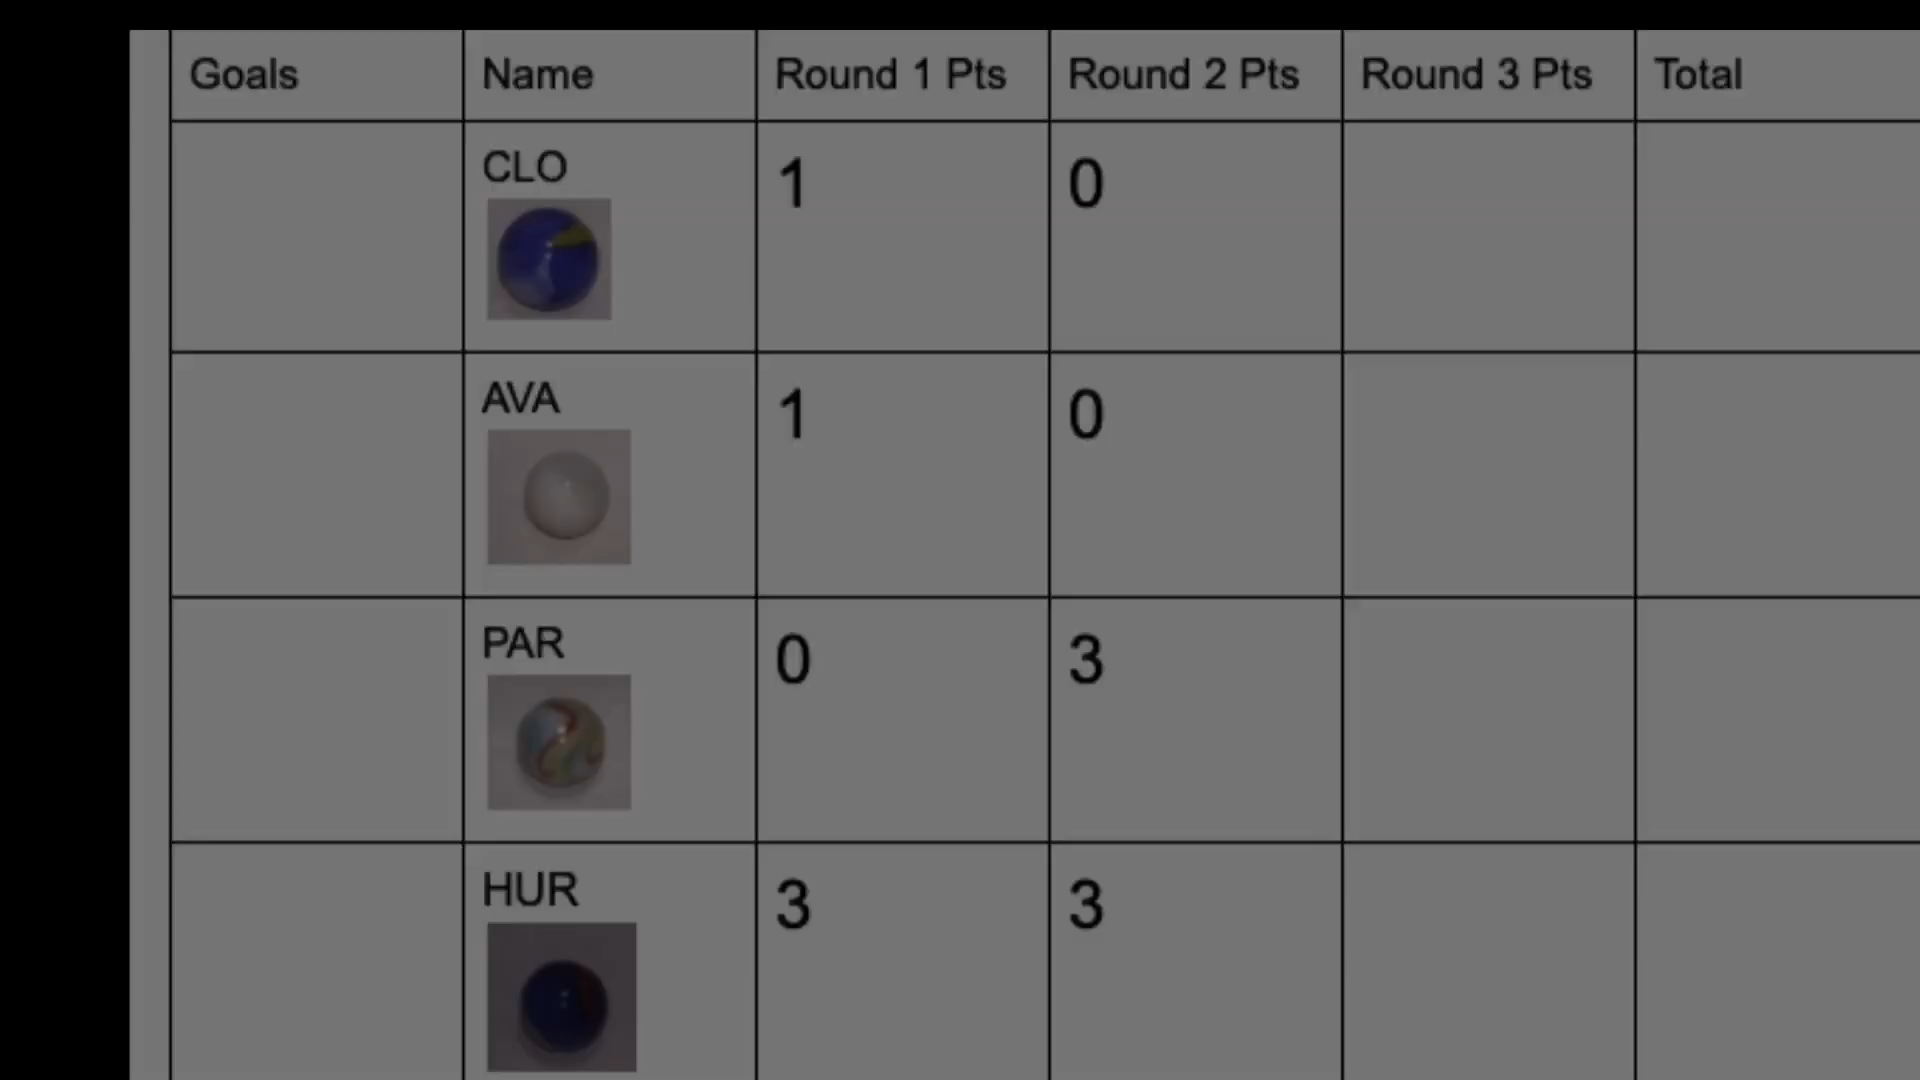 Goals Name Round 1 Pts Round 2 Pts Round 3 Pts Total
CLO 1 0
AVA 1 0
PAR 0 3
HUR 3 3